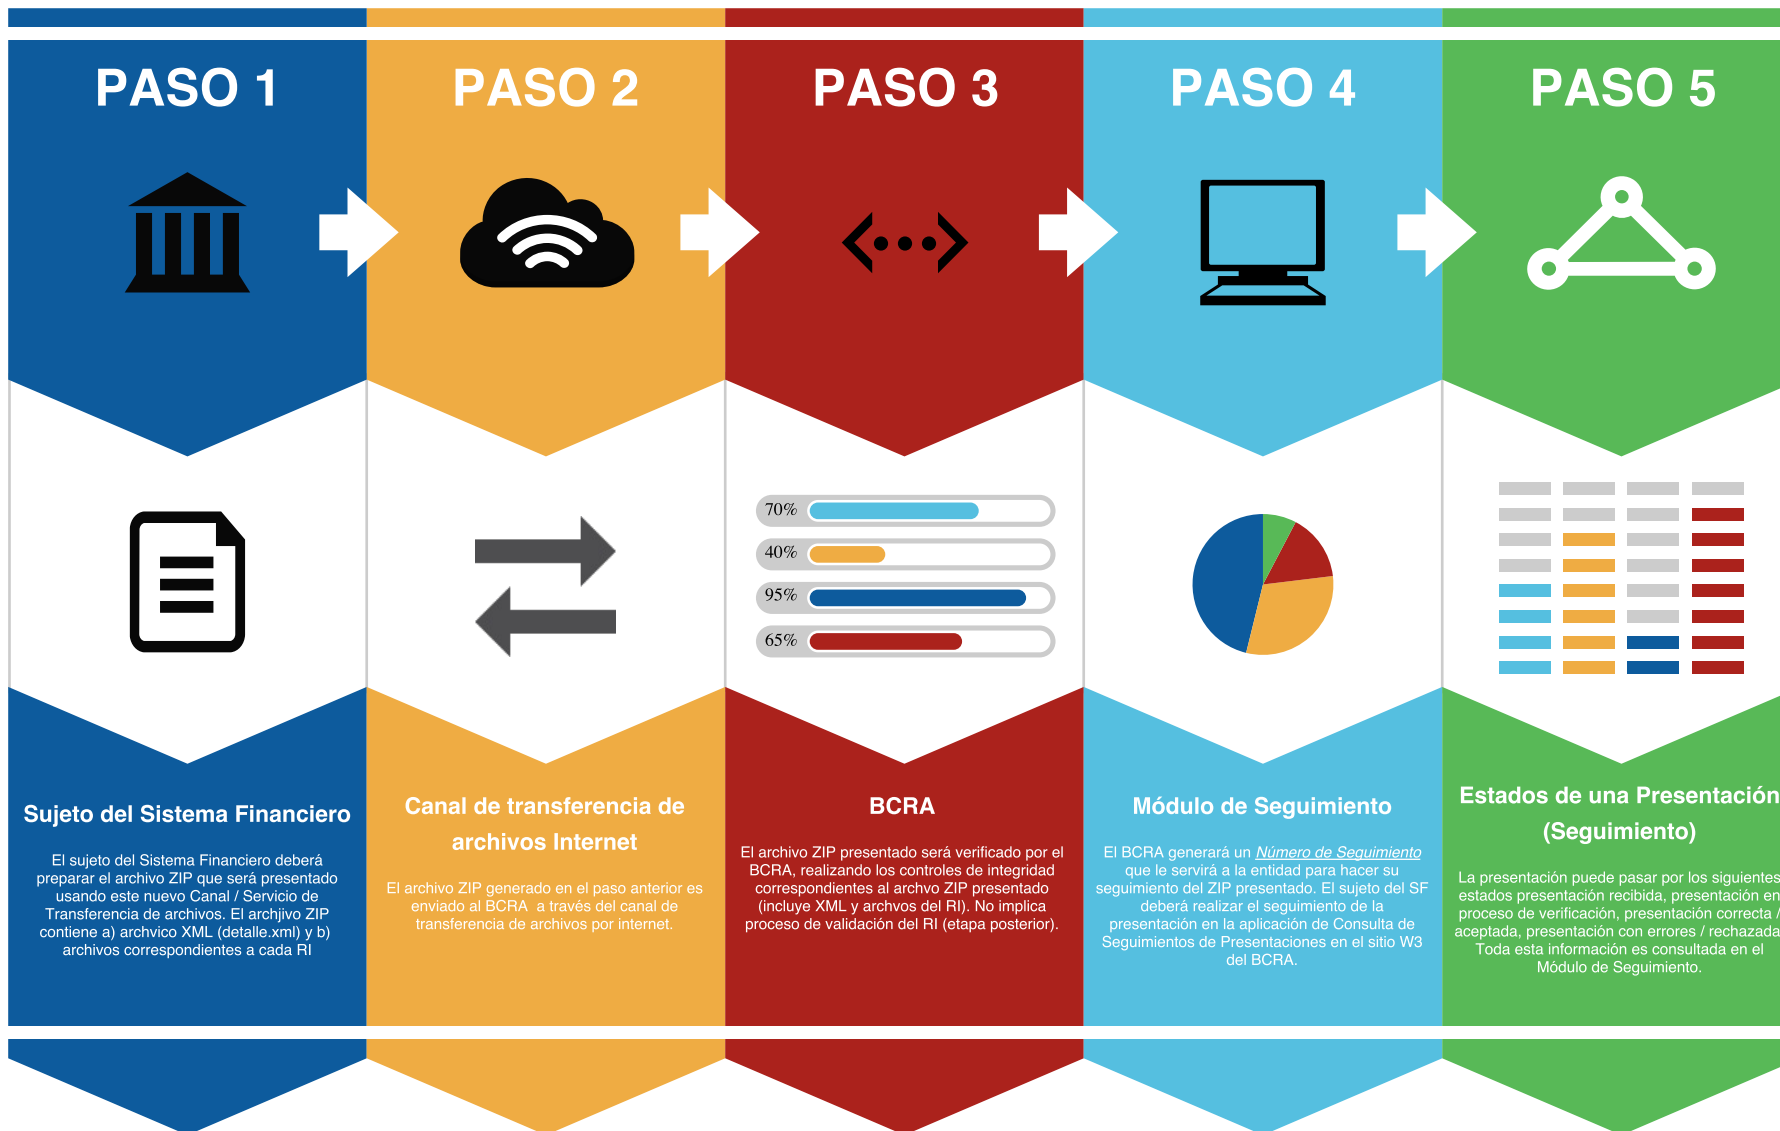 PASO 1
PASO 2
PASO 3
PASO 4
PASO 5
70%
40%
95%
65%
Sujeto del Sistema Financiero
El sujeto del Sistema Financiero deberá
preparar el archivo ZIP que será presentado
usando este nuevo Canal / Servicio de
Transferencia de archivos. El archjivo ZIP
contiene a) archvico XML (detalle.xml) y b)
archivos correspondientes a cada RI
Canal de transferencia de
archivos Internet
El archivo ZIP generado en el paso anterior es
enviado al BCRA a través del canal de
transferencia de archivos por internet.
BCRA
El archivo ZIP presentado será verificado por el
BCRA, realizando los controles de integridad
correspondientes al archvo ZIP presentado
(incluye XML y archvos del RI). No implica
proceso de validación del RI (etapa posterior).
Módulo de Seguimiento
El BCRA generará un Número de Seguimiento
que le servirá a la entidad para hacer su
seguimiento del ZIP presentado. El sujeto del SF
deberá realizar el seguimiento de la
presentación en la aplicación de Consulta de
Seguimientos de Presentaciones en el sitio W3
del BCRA.
Estados de una Presentación
(Seguimiento)
La presentación puede pasar por los siguientes
estados presentación recibida, presentación en
proceso de verificación, presentación correcta /
aceptada, presentación con errores / rechazada
Toda esta información es consultada en el
Módulo de Seguimiento.